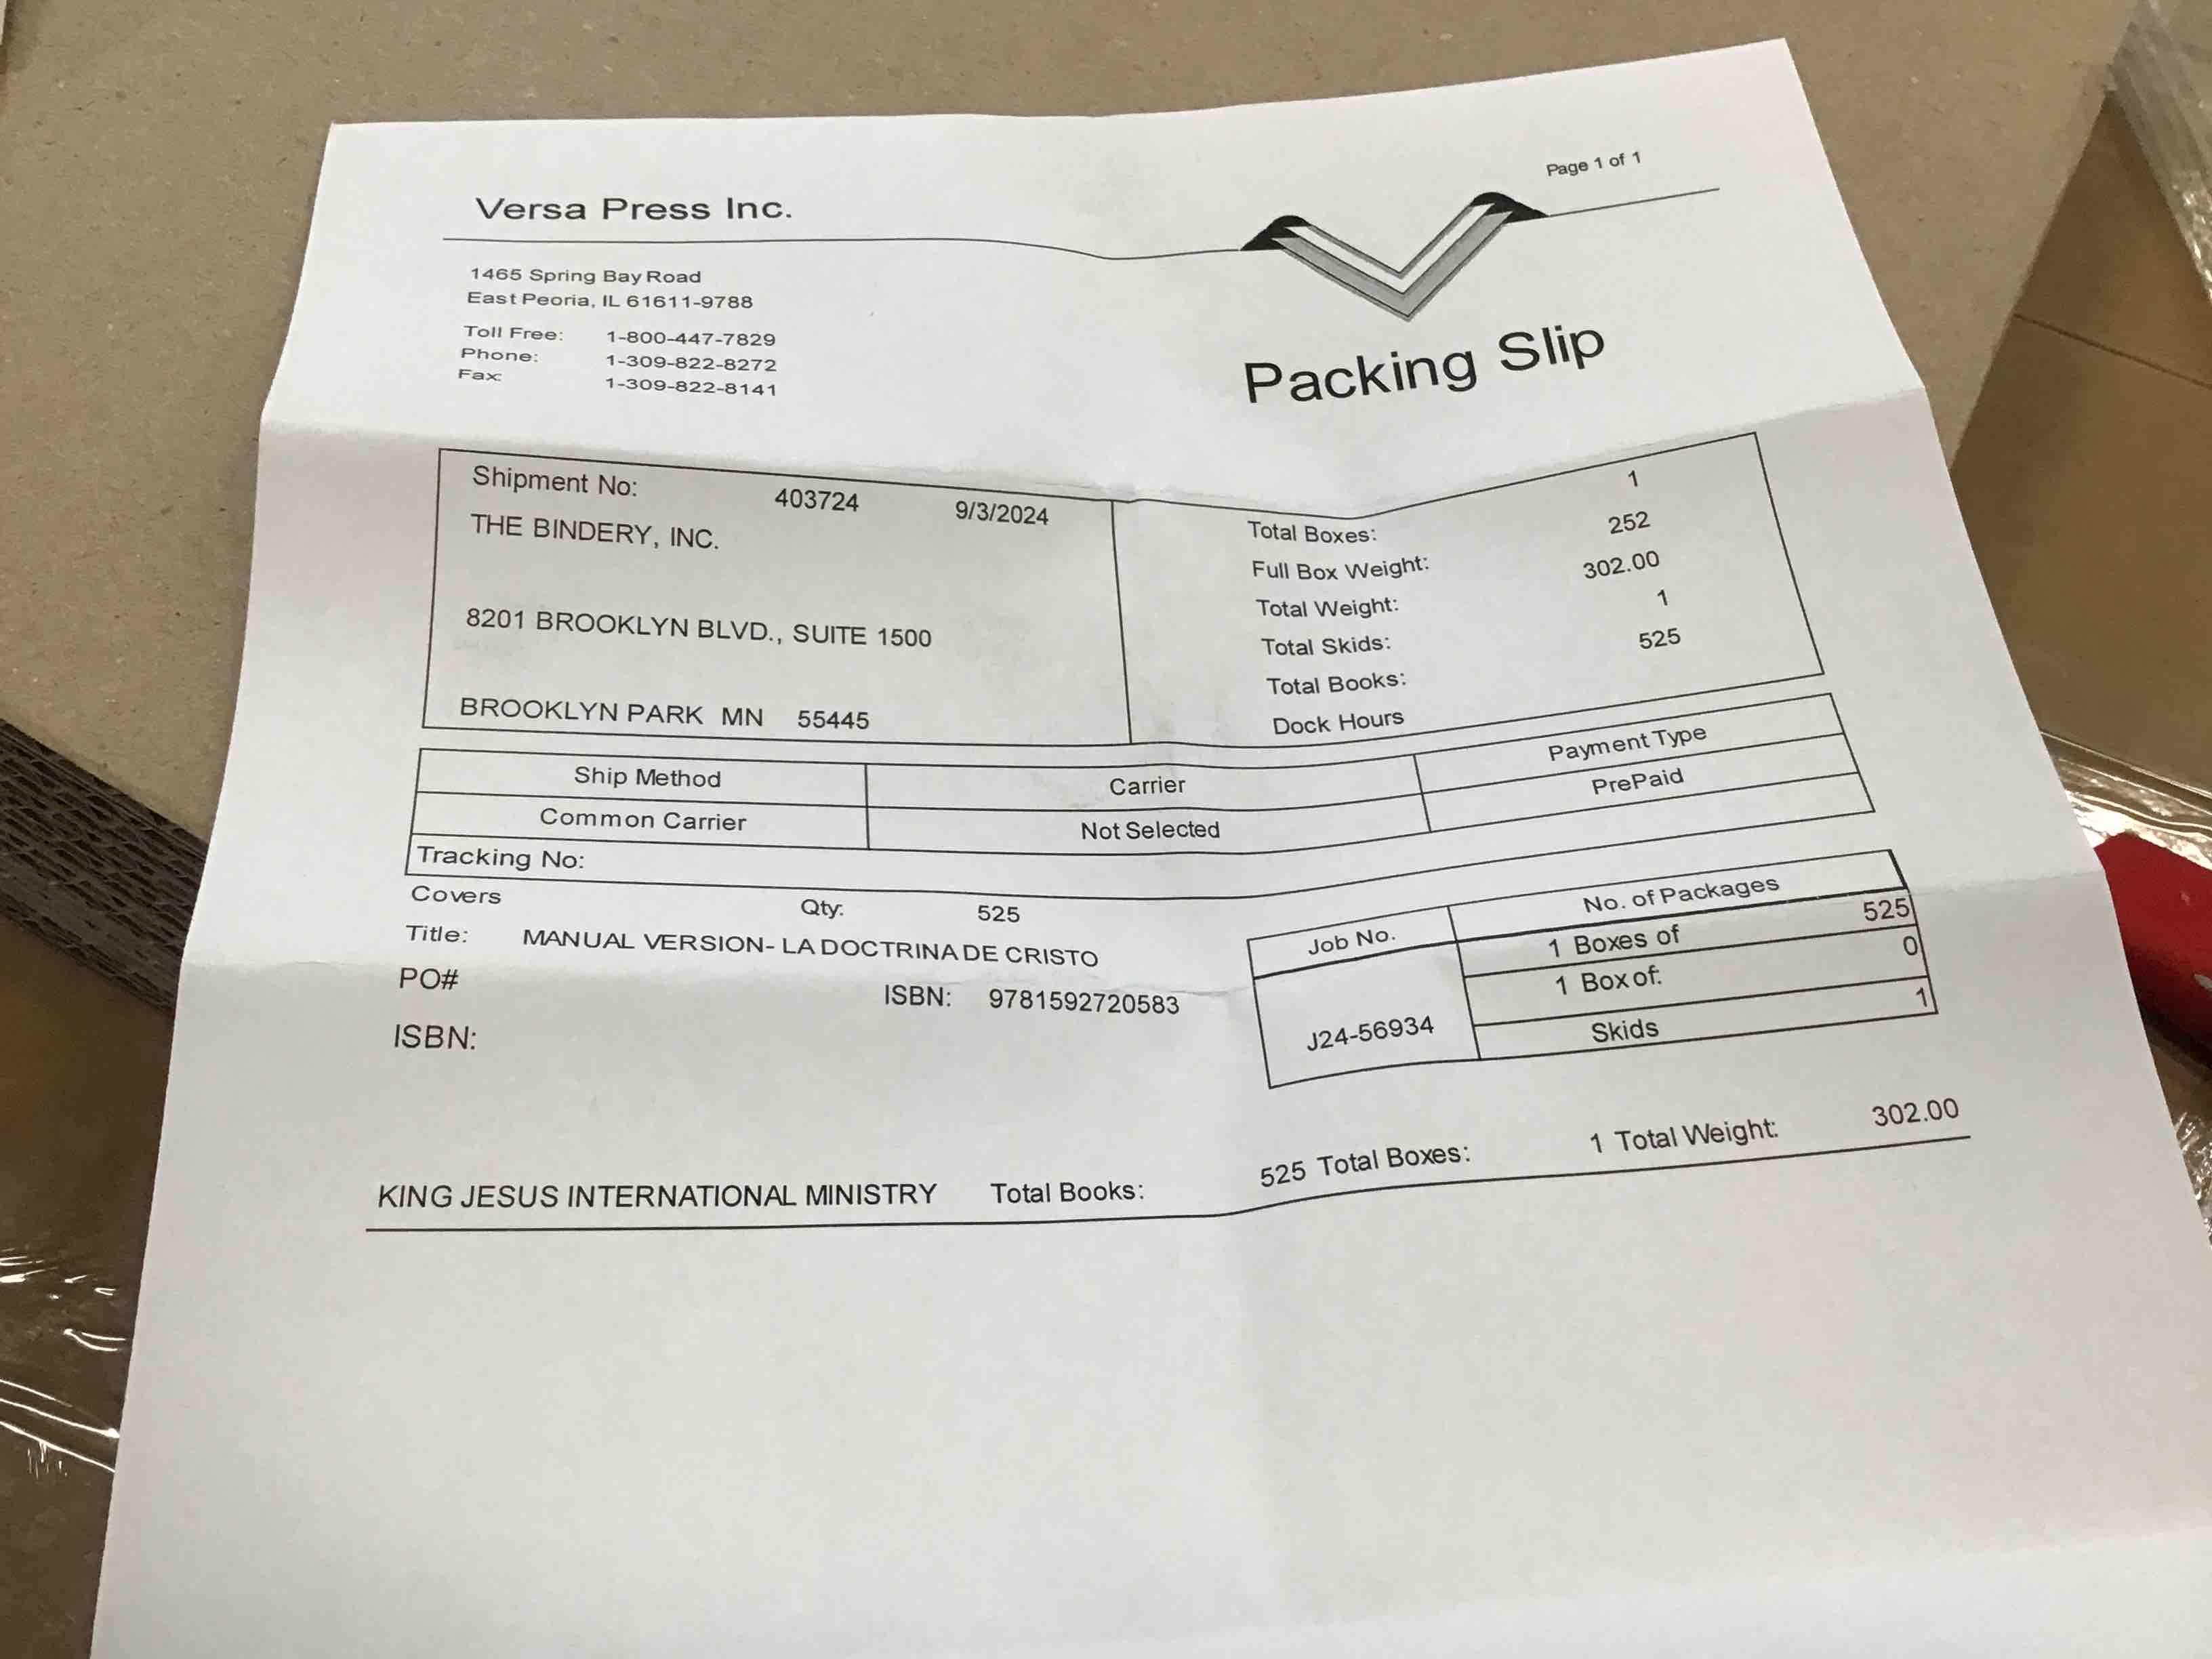 Page 1 of 1
Versa Press Inc.
1465 Spring Bay Road
East Peoria, IL 61611-9788
Toll Free: 1-800-447-7829
Phone: 1-309-822-8272
Fax: 1-309-822-8141
Packing Slip
Shipment No: 403724 9/3/2024
THE BINDERY, INC.
8201 BROOKLYN BLVD., SUITE 1500
BROOKLYN PARK MN 55445
Total Boxes: 1
Full Box Weight: 252
Total Weight: 302.00
Total Skids: 1
Total Books: 525
Dock Hours
Ship Method Carrier Payment Type
Common Carrier Not Selected PrePaid
Tracking No:
Covers Qty: 525
Title: MANUAL VERSION- LA DOCTRINA DE CRISTO
PO# ISBN: 9781592720583
ISBN:
Job No. No. of Packages
J24-56934
1 Boxes of 525
1 Box of: 0
Skids 1
KING JESUS INTERNATIONAL MINISTRY Total Books: 525 Total Boxes: 1 Total Weight: 302.00